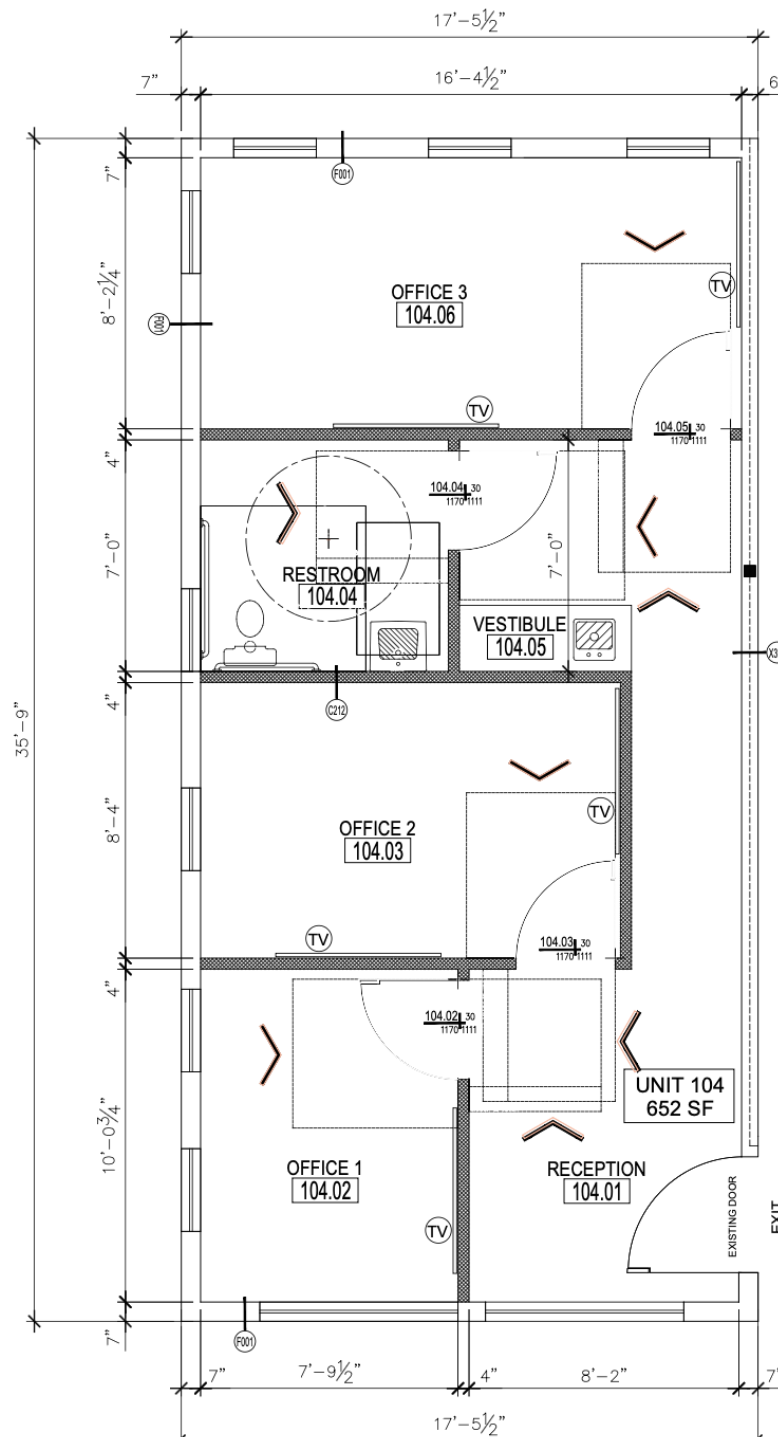 17'-5½"
7"
16'-4½"
6
F001
7"
OFFICE 3
104.06
TV
8'-2¼"
F001
35'-9"
TV
104.05 30
1170 1111
4"
104.04 30
1170 1111
7'-0"
7'-0"
RESTROOM
104.04
VESTIBULE
104.05
X3
4"
C212
8'-4"
OFFICE 2
104.03
TV
TV
104.03 30
1170 1111
4"
104.02 30
1170 1111
UNIT 104
652 SF
10'-0¾"
OFFICE 1
104.02
RECEPTION
104.01
EXISTING DOOR
EXIT
TV
7"
F001
7"
7'-9½"
4"
8'-2"
7"
17'-5½"